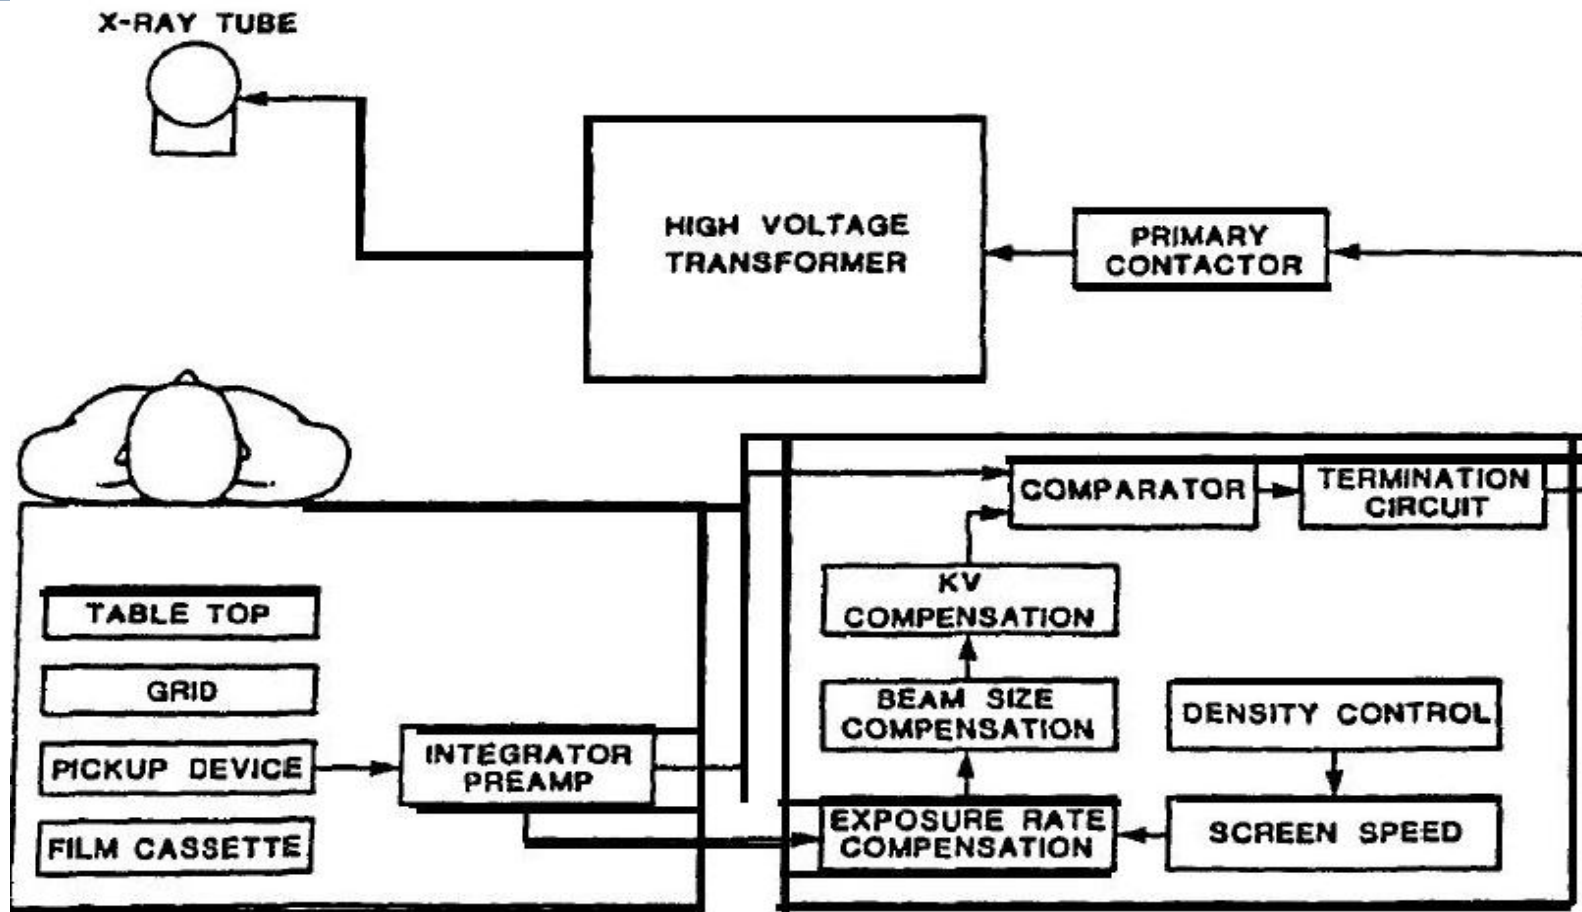 X-RAY TUBE
HIGH VOLTAGE
TRANSFORMER
PRIMARY
CONTACTOR
COMPARATOR
TERMINATION
CIRCUIT
KV
COMPENSATION
TABLE TOP
GRID
BEAM SIZE
COMPENSATION
DENSITY CONTROL
PICKUP DEVICE
INTEGRATOR
PREAMP
FILM CASSETTE
EXPOSURE RATE
COMPENSATION
SCREEN SPEED